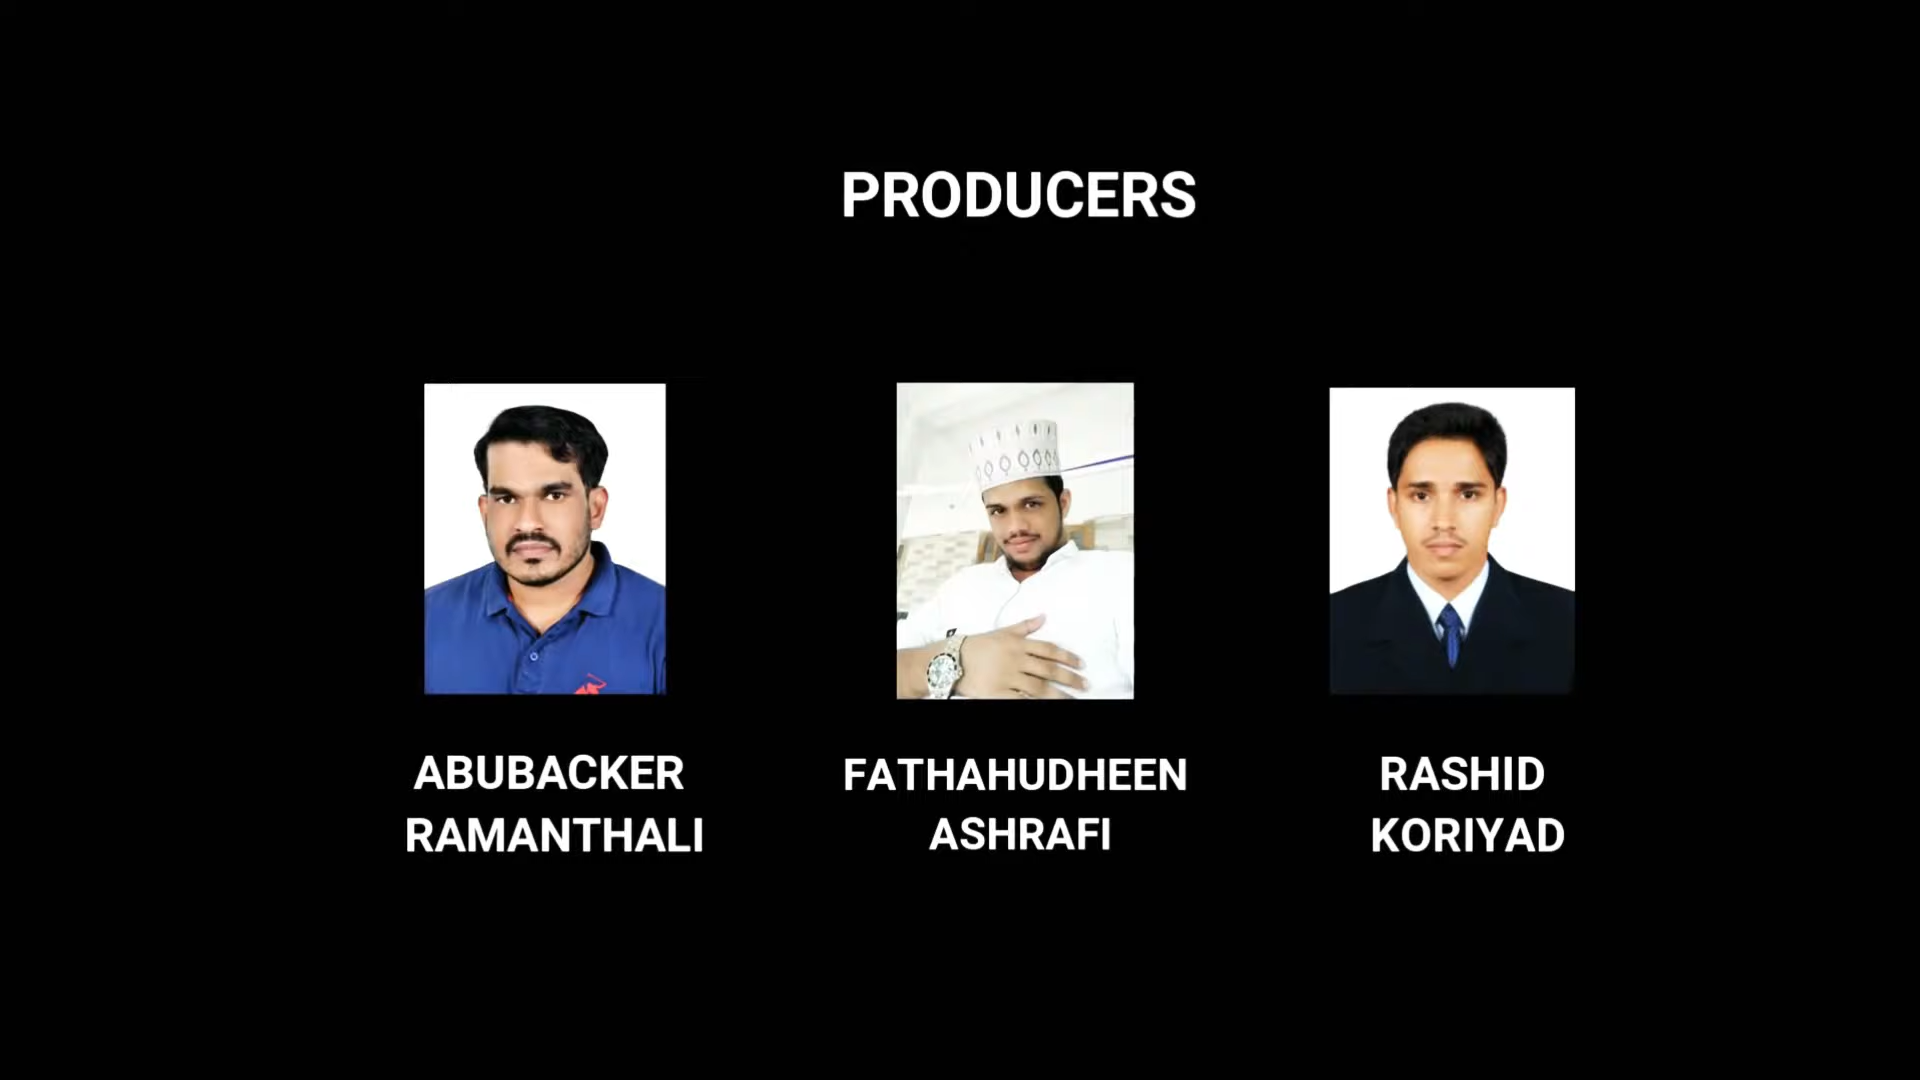 PRODUCERS
ABUBACKER
RAMANTHALI
FATHAHUDHEEN
ASHRAFI
RASHID
KORIYAD